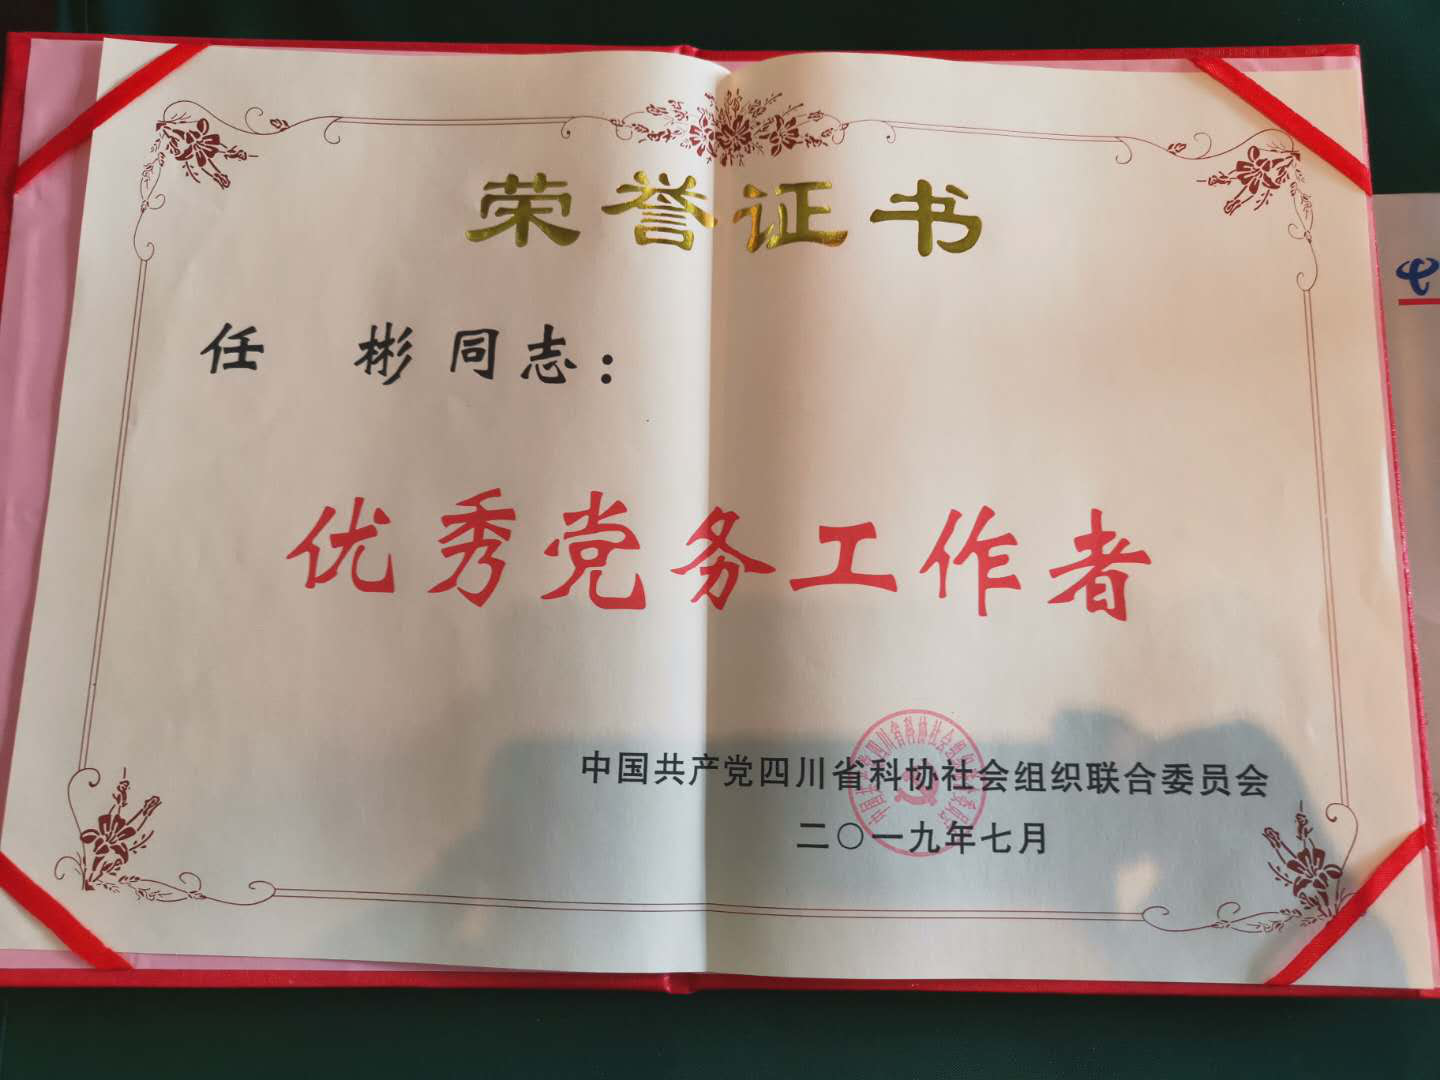 荣誉证书
任 彬同志：
优秀党务工作者
中国共产党四川省科协社会组织联合委员会
二〇一九年七月